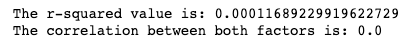 The r-squared value is: 0.00011689229919622729
The correlation between both factors is: 0.0